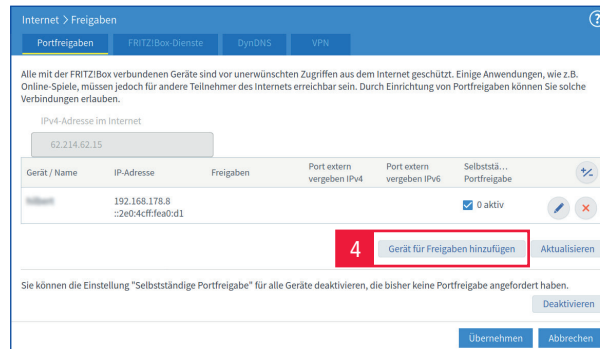 Internet > Freigaben
?
Portfreigaben FRITZ!Box-Dienste DynDNS VPN
Alle mit der FRITZ!Box verbundenen Geräte sind vor unerwünschten Zugriffen aus dem Internet geschützt. Einige Anwendungen, wie z.B.
Online-Spiele, müssen jedoch für andere Teilnehmer des Internets erreichbar sein. Durch Einrichtung von Portfreigaben können Sie solche
Verbindungen erlauben.
IPv4-Adresse im Internet
62.214.62.15
Gerät / Name IP-Adresse Freigaben Port extern vergeben IPv4 Port extern vergeben IPv6 Selbststä... Portfreigabe
192.168.178.8 0 aktiv
::2e0:4cff:fea0:d1
4 Gerät für Freigaben hinzufügen Aktualisieren
Sie können die Einstellung "Selbstständige Portfreigabe" für alle Geräte deaktivieren, die bisher keine Portfreigabe angefordert haben.
Deaktivieren
Übernehmen Abbrechen